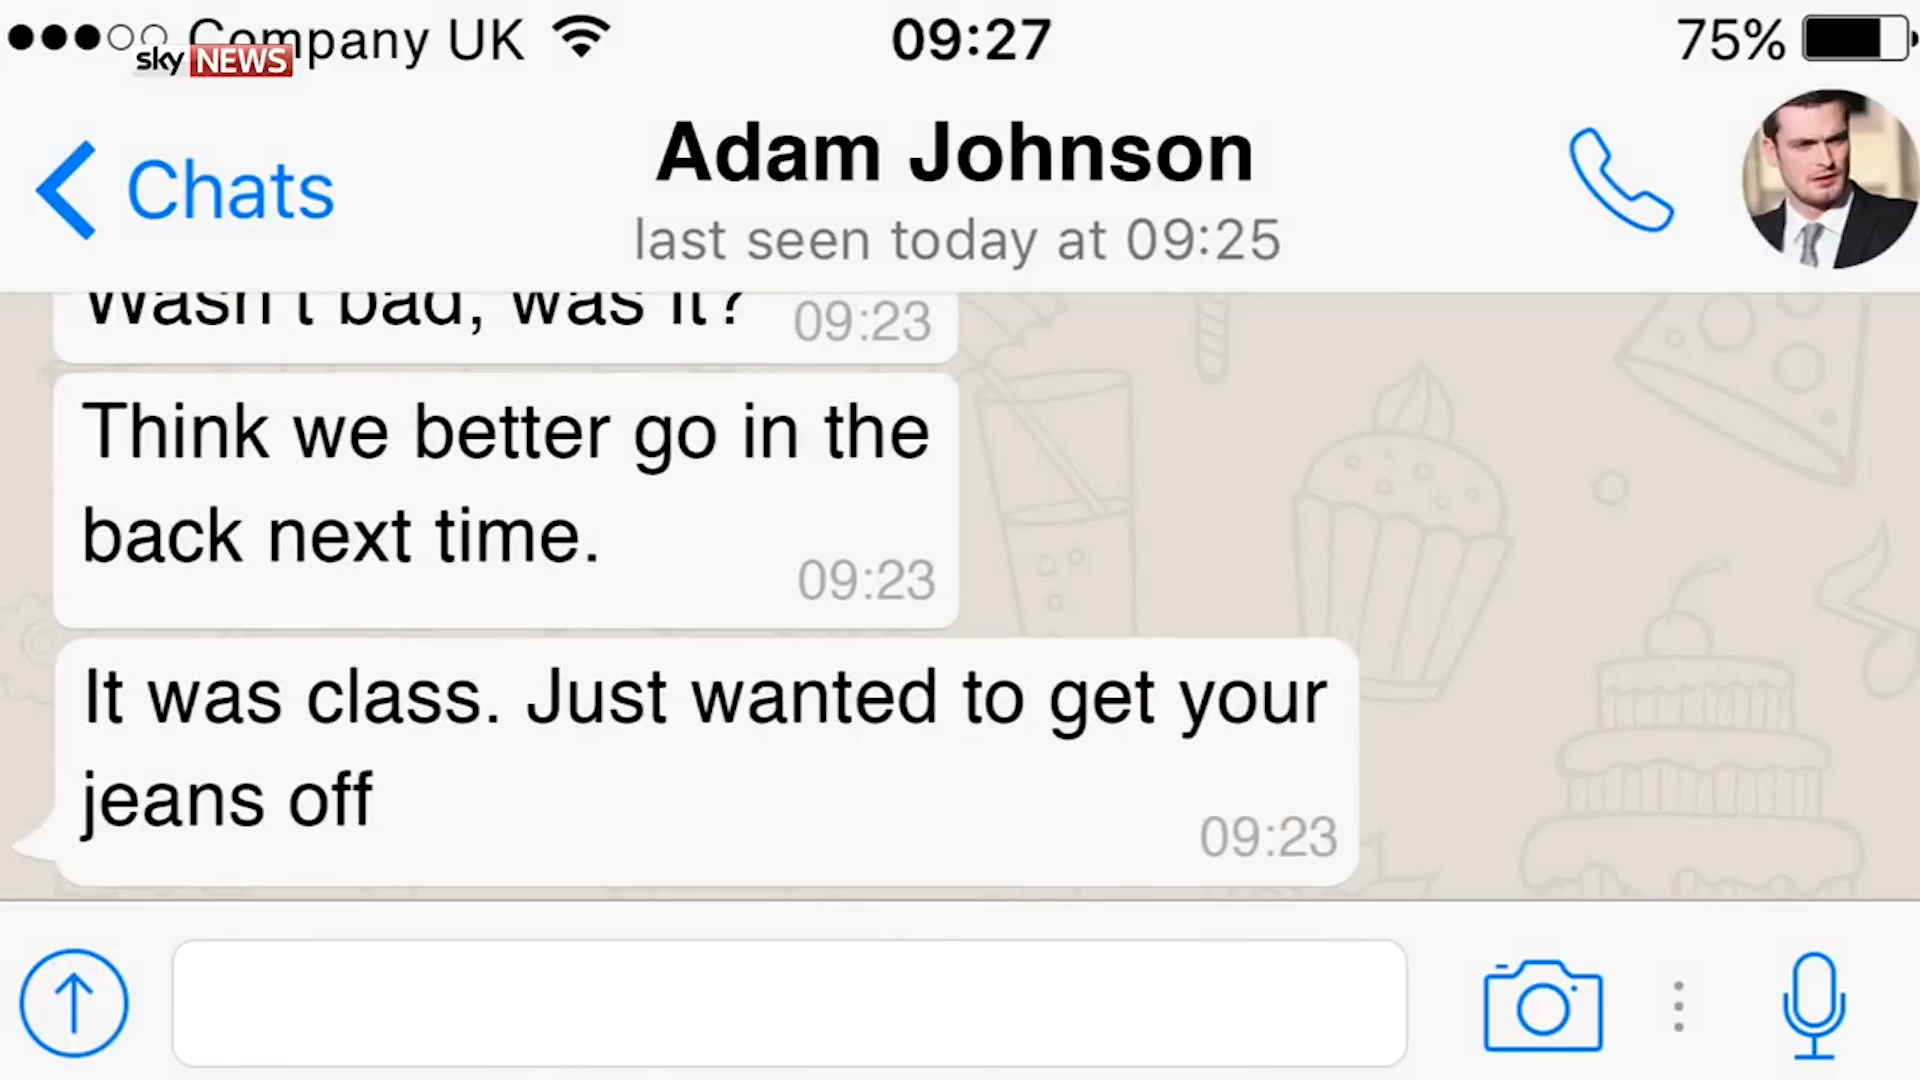 Company UK
09:27
75%
sky NEWS
Chats
Adam Johnson
last seen today at 09:25
Wasn't bad, was it? 09:23
Think we better go in the
back next time.
09:23
It was class. Just wanted to get your
jeans off
09:23